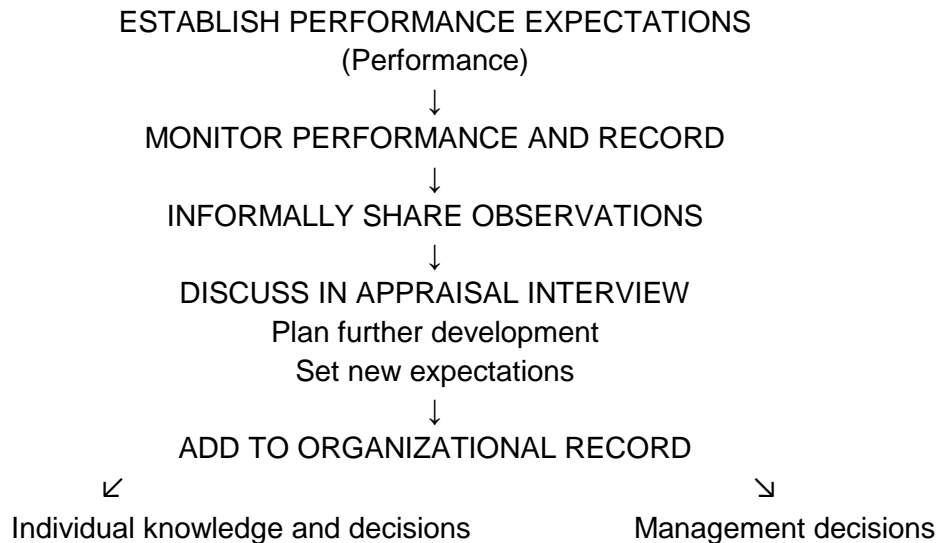 ESTABLISH PERFORMANCE EXPECTATIONS
(Performance)
↓
MONITOR PERFORMANCE AND RECORD
↓
INFORMALLY SHARE OBSERVATIONS
↓
DISCUSS IN APPRAISAL INTERVIEW
Plan further development
Set new expectations
↓
ADD TO ORGANIZATIONAL RECORD
↙ ↘
Individual knowledge and decisions Management decisions